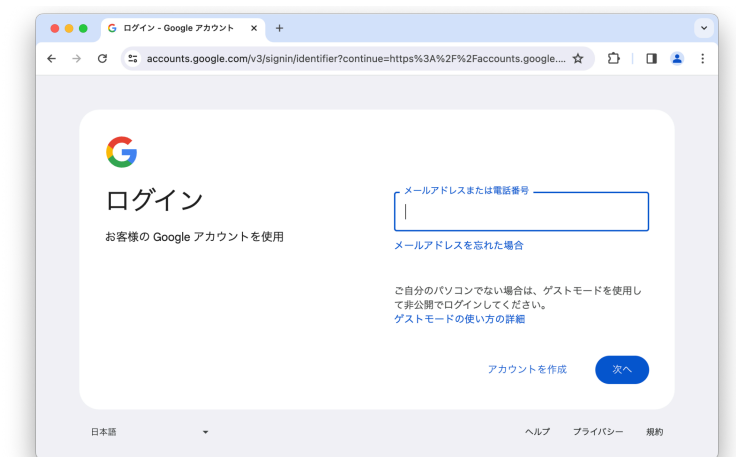 ログイン - Google アカウント
accounts.google.com/v3/signin/identifier?continue=https%3A%2F%2Faccounts.google....
ログイン
お客様の Google アカウントを使用
メールアドレスまたは電話番号
メールアドレスを忘れた場合
ご自分のパソコンでない場合は、ゲストモードを使用し
て非公開でログインしてください。
ゲストモードの使い方の詳細
アカウントを作成
次へ
日本語
ヘルプ プライバシー 規約